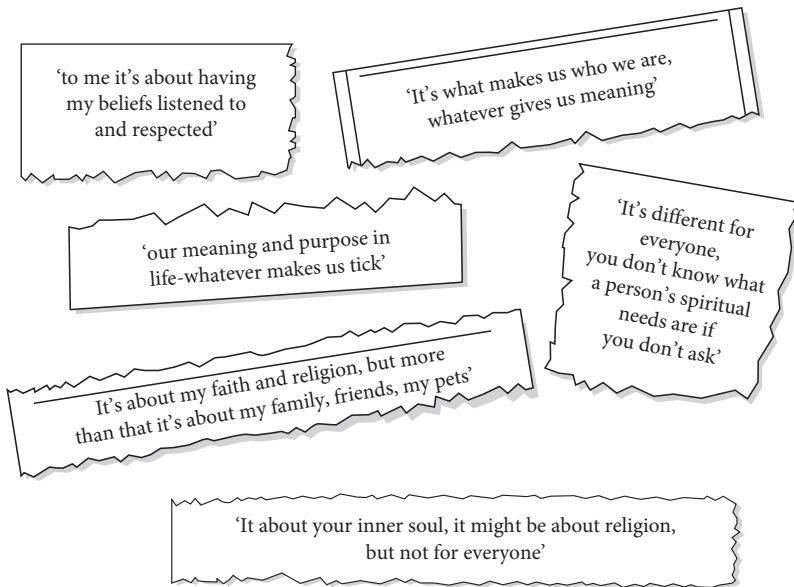 ‘to me it’s about having
my beliefs listened to
and respected’
‘It’s what makes us who we are,
whatever gives us meaning’
‘our meaning and purpose in
life-whatever makes us tick’
‘It’s different for
everyone,
you don’t know what
a person’s spiritual
needs are if
you don’t ask’
It’s about my faith and religion, but more
than that it’s about my family, friends, my pets’
‘It about your inner soul, it might be about religion,
but not for everyone’